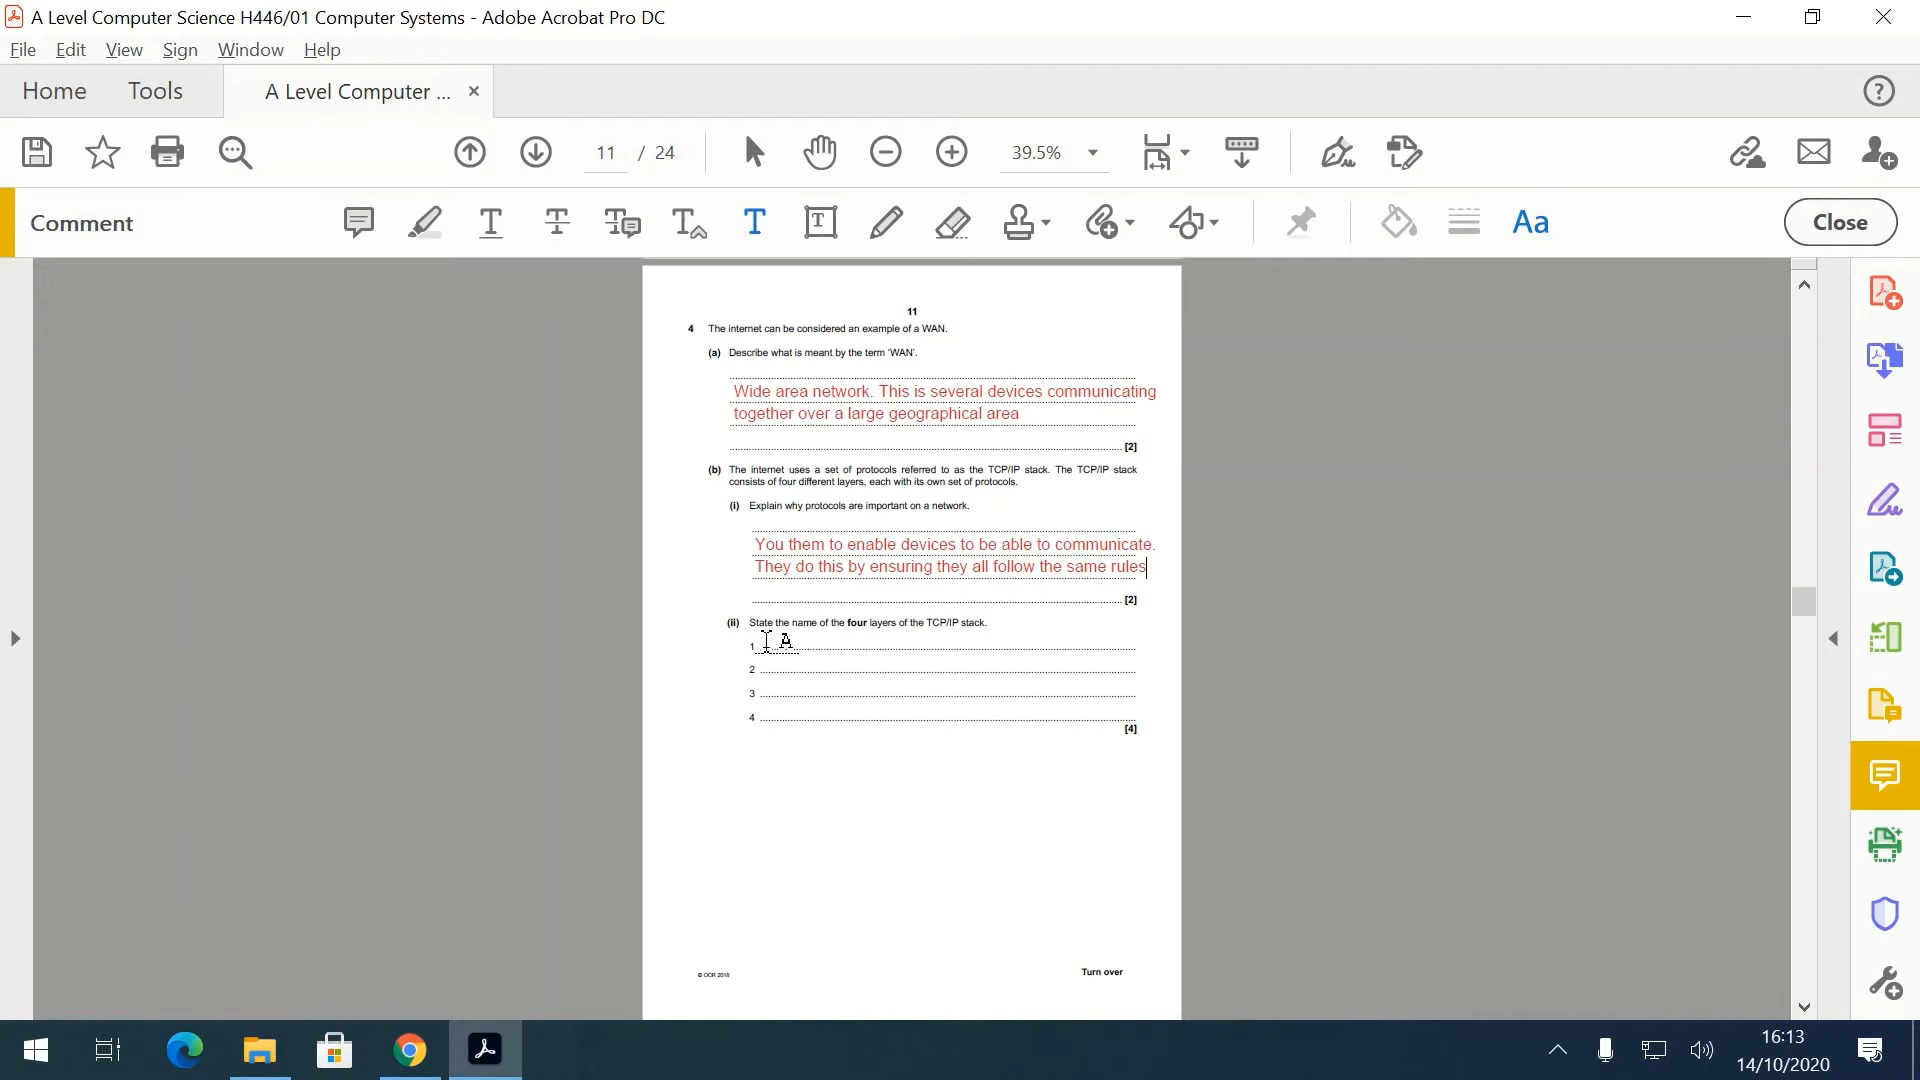 A Level Computer Science H446/01 Computer Systems - Adobe Acrobat Pro DC
File Edit View Sign Window Help
Home Tools A Level Computer ... ×
11 / 24 39.5%
Comment Aa Close
11
4 The internet can be considered an example of a WAN.
(a) Describe what is meant by the term ‘WAN’.
Wide area network. This is several devices communicating
together over a large geographical area
[2]
(b) The internet uses a set of protocols referred to as the TCP/IP stack. The TCP/IP stack
consists of four different layers, each with its own set of protocols.
(i) Explain why protocols are important on a network.
You them to enable devices to be able to communicate.
They do this by ensuring they all follow the same rules
[2]
(ii) State the name of the four layers of the TCP/IP stack.
1
2
3
4
[4]
© OCR 2018
Turn over
16:13
14/10/2020